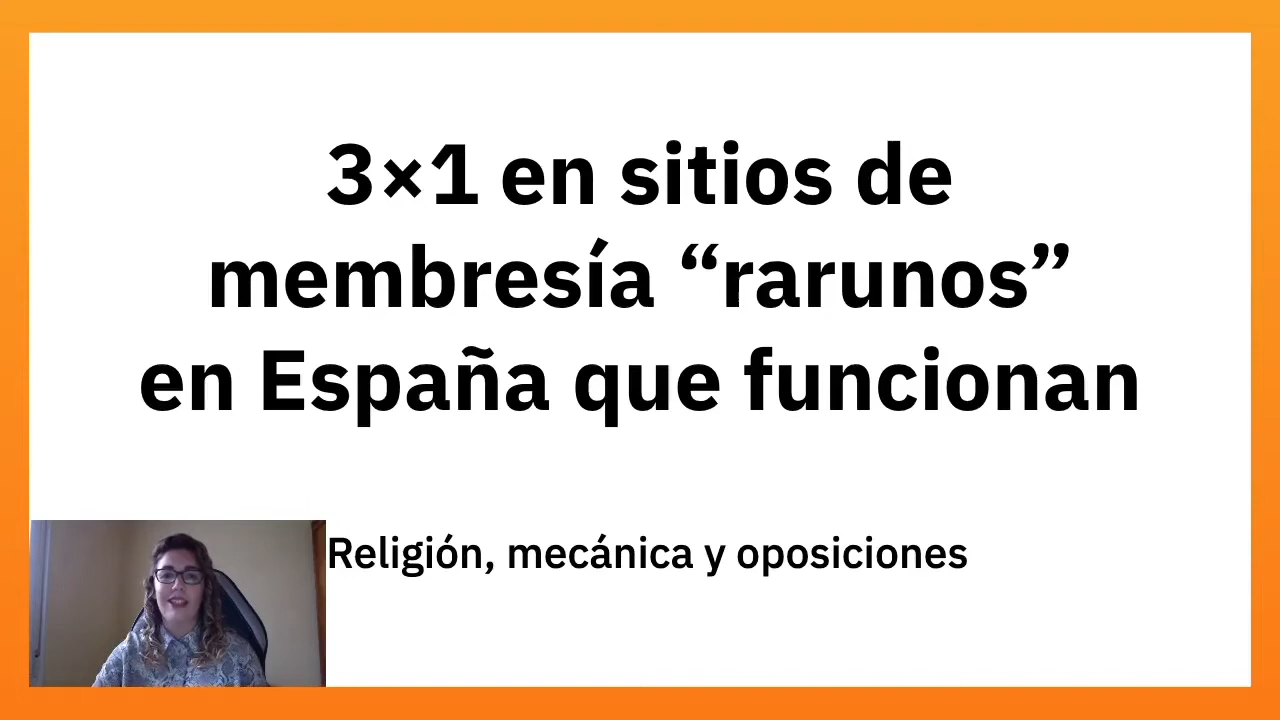 3×1 en sitios de
membresía “rarunos”
en España que funcionan
Religión, mecánica y oposiciones